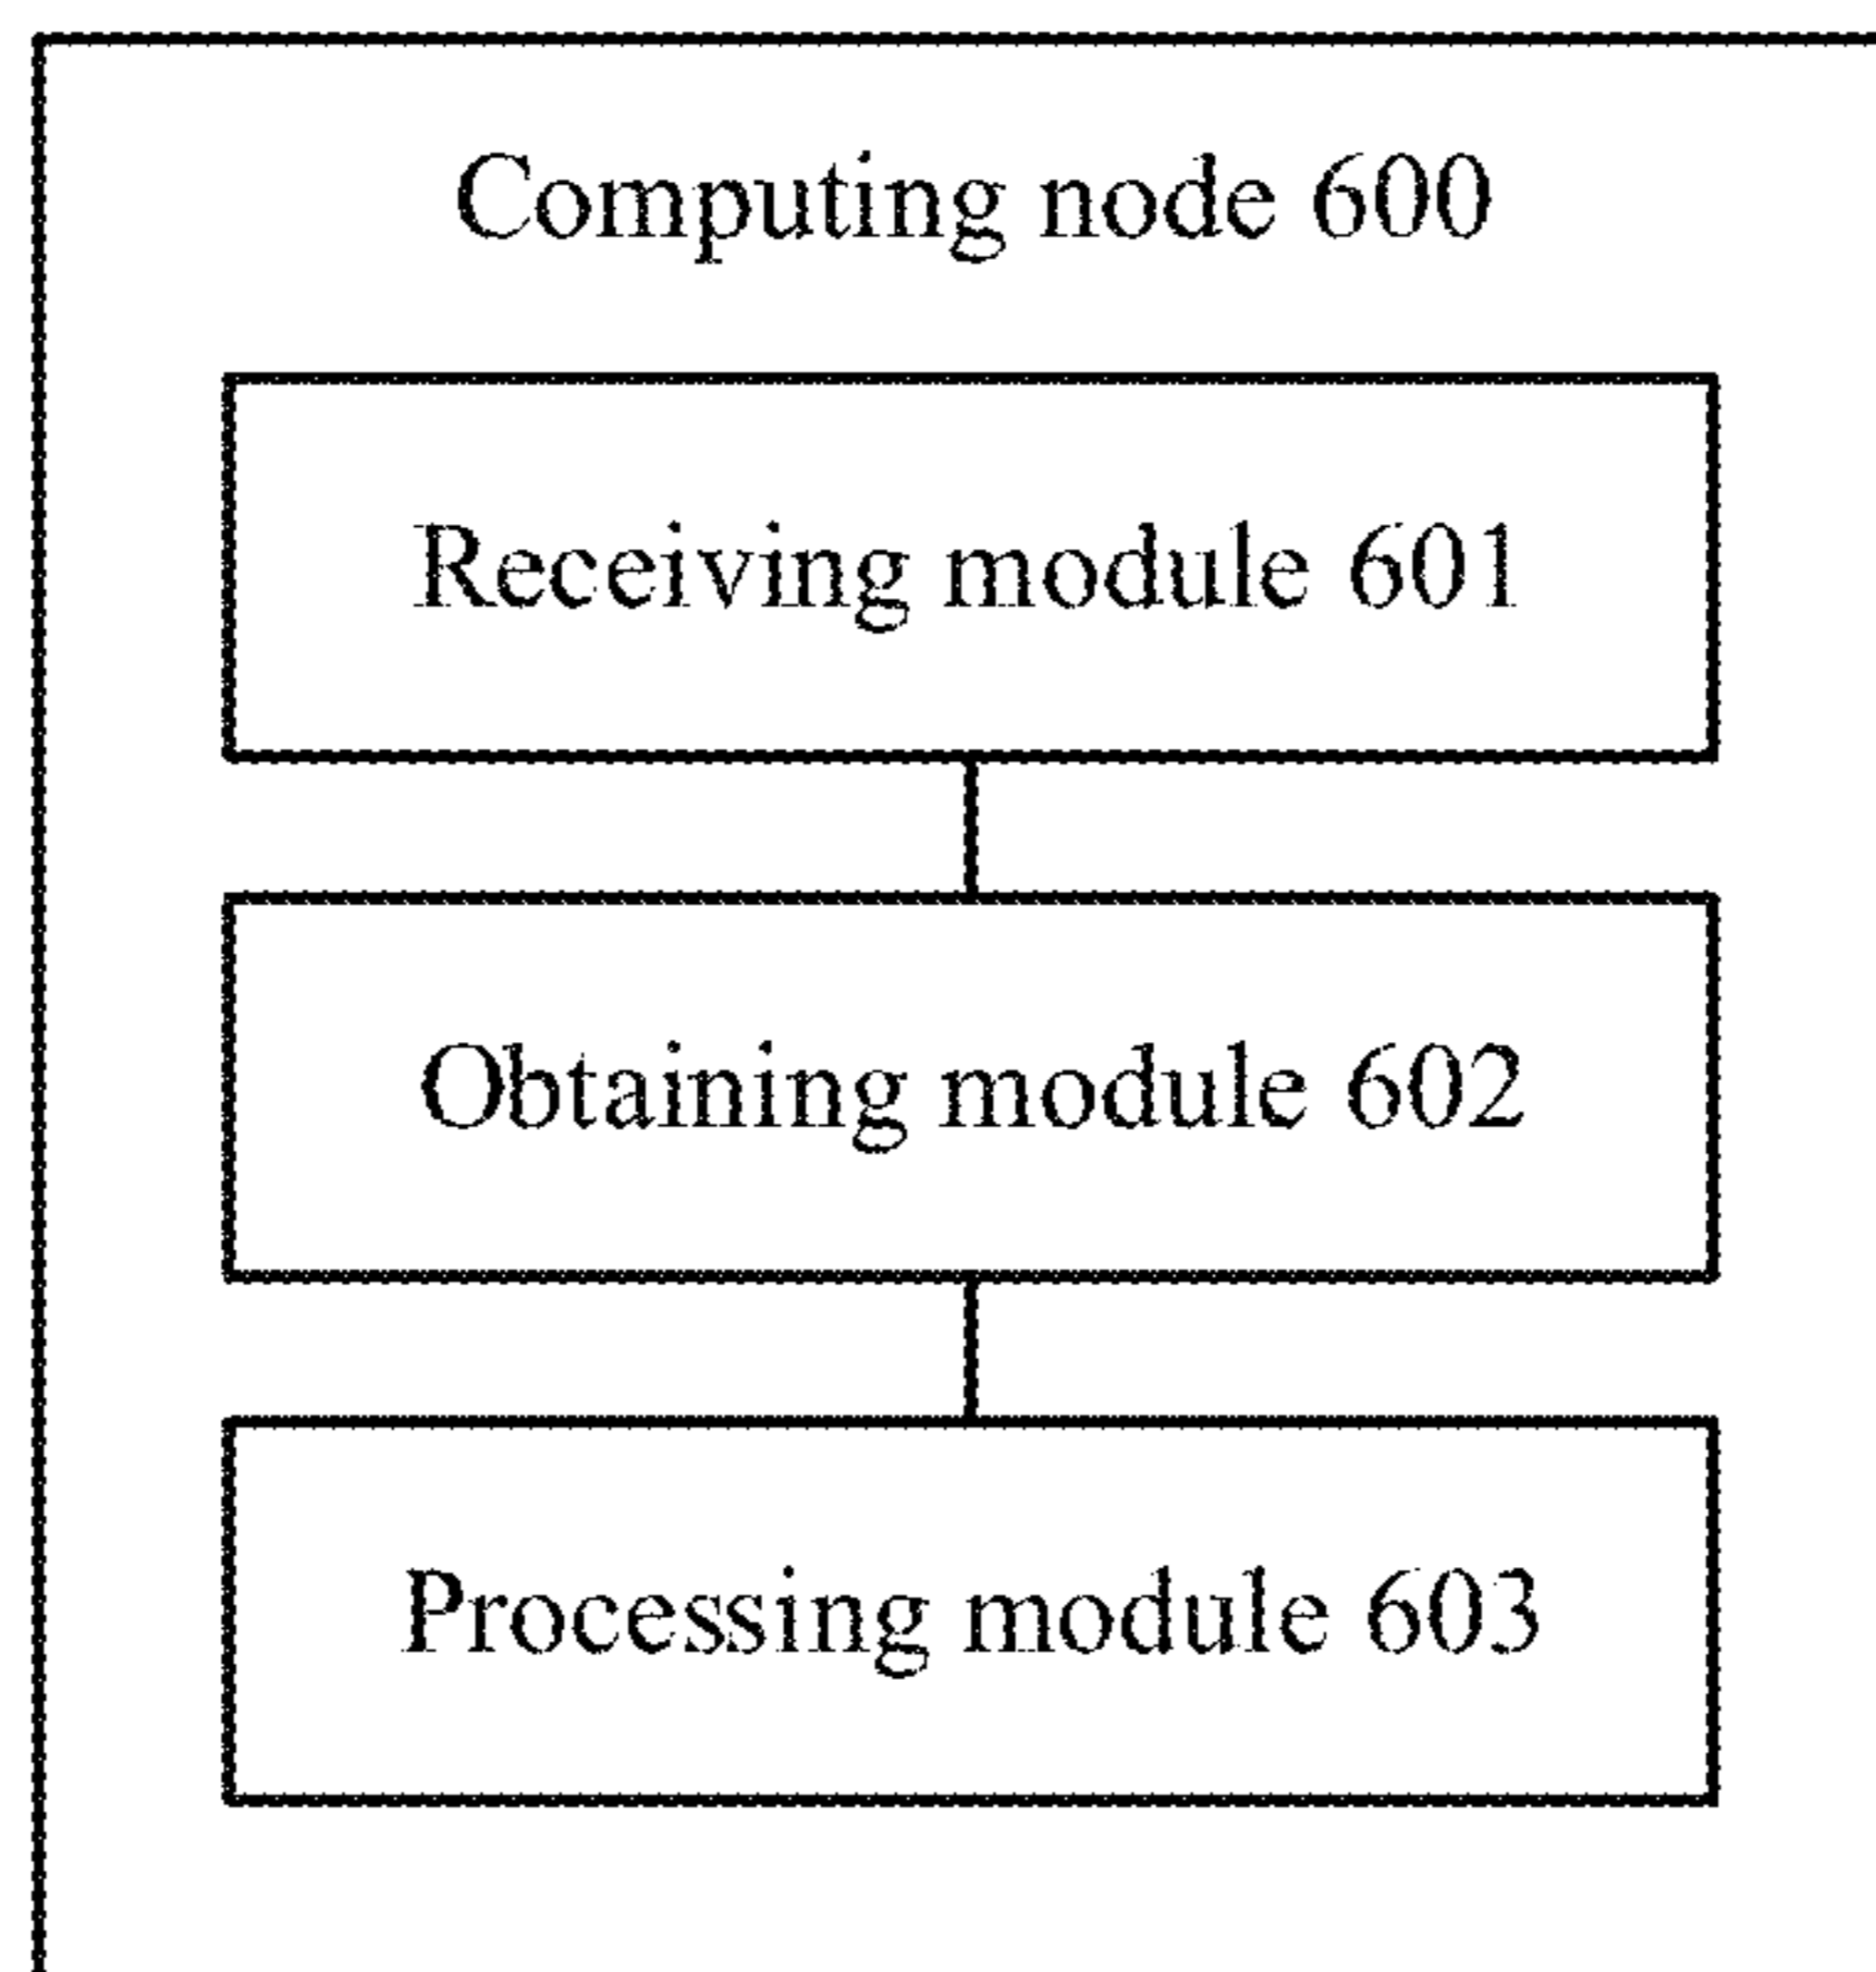 Computing node 600
Receiving module 601
Obtaining module 602
Processing module 603